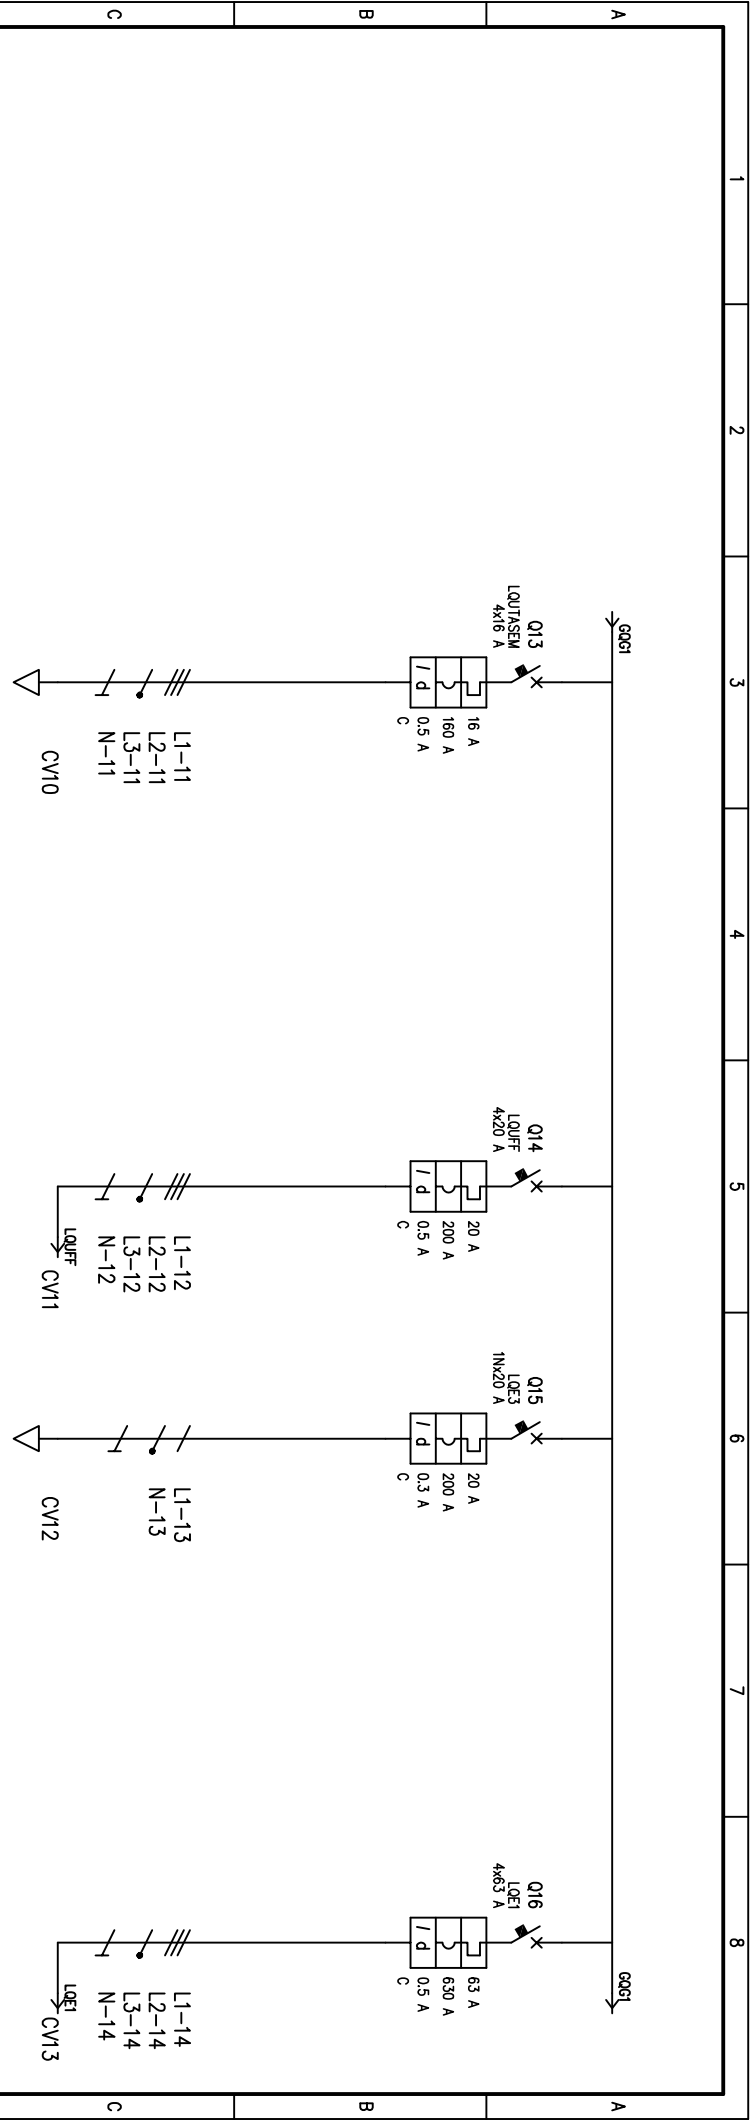 1
2
3
4
5
6
7
8
A
B
C
GQG1
GQG1
Q13
LQUTASEM
4x16 A
16 A
160 A
I d
0.5 A
C
L1-11
L2-11
L3-11
N-11
CV10
Q14
LQUFF
4x20 A
20 A
200 A
I d
0.5 A
C
L1-12
L2-12
L3-12
N-12
LQUFF
CV11
Q15
LQE3
1Nx20 A
20 A
200 A
I d
0.3 A
C
L1-13
N-13
CV12
Q16
LQE1
4x63 A
63 A
630 A
I d
0.5 A
C
L1-14
L2-14
L3-14
N-14
LQE1
CV13
A
B
C